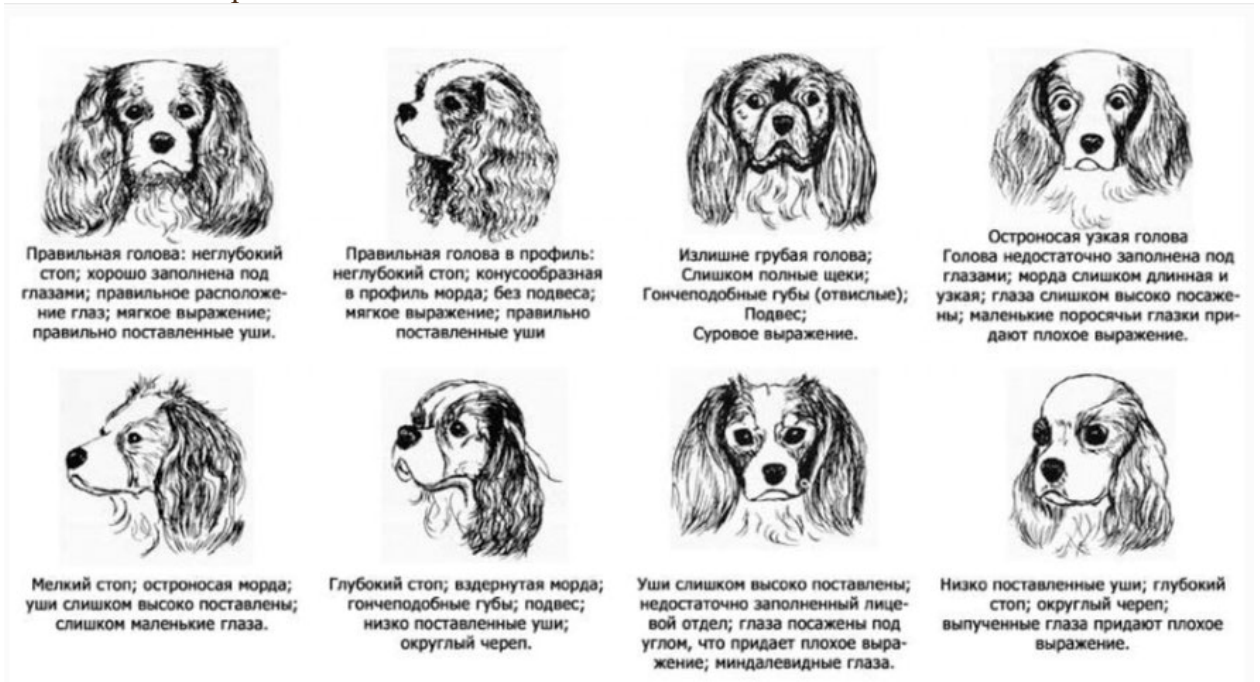 Правильная голова: неглубокий
стоп; хорошо заполнена под
глазами; правильное расположе-
ние глаз; мягкое выражение;
правильно поставленные уши.
Правильная голова в профиль:
неглубокий стоп; конусообразная
в профиль морда; без подвеса;
мягкое выражение; правильно
поставленные уши
Излишне грубая голова;
Слишком полные щеки;
Гончеподобные губы (отвислые);
Подвес;
Суровое выражение.
Остроносая узкая голова
Голова недостаточно заполнена под
глазами; морда слишком длинная и
узкая; глаза слишком высоко посаже-
ны; маленькие поросячьи глазки при-
дают плохое выражение.
Мелкий стоп; остроносая морда;
уши слишком высоко поставлены;
слишком маленькие глаза.
Глубокий стоп; вздернутая морда;
гончеподобные губы; подвес;
низко поставленные уши;
округлый череп.
Уши слишком высоко поставлены;
недостаточно заполненный лице-
вой отдел; глаза посажены под
углом, что придает плохое выра-
жение; миндалевидные глаза.
Низко поставленные уши; глубокий
стоп; округлый череп;
выпученные глаза придают плохое
выражение.